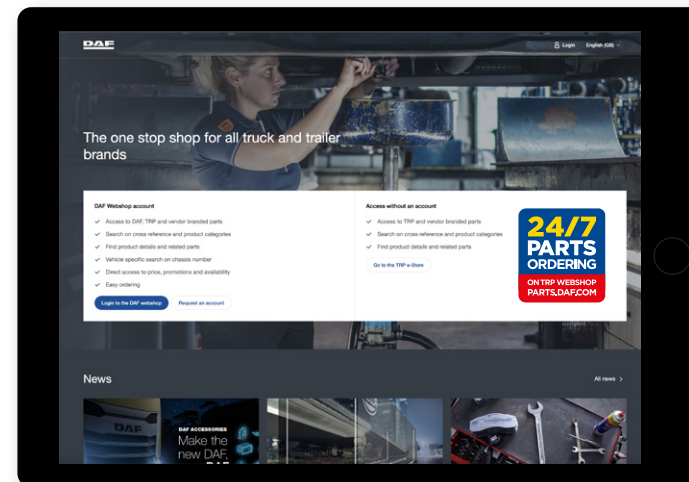 DAF
Login English (GB)
The one stop shop for all truck and trailer
brands
DAF Webshop account
Access to DAF, TRP and vendor branded parts
Search on cross reference and product categories
Find product details and related parts
Vehicle specific search on chassis number
Direct access to price, promotions and availability
Easy ordering
Login to the DAF webshop Request an account
Access without an account
Access to TRP and vendor branded parts
Search on cross reference and product categories
Find product details and related parts
Go to the TRP e-Store
24/7
PARTS
ORDERING
ON TRP WEBSHOP
PARTS.DAF.COM
News
All news
DAF
DAF ACCESSORIES
Make the
new DAF,